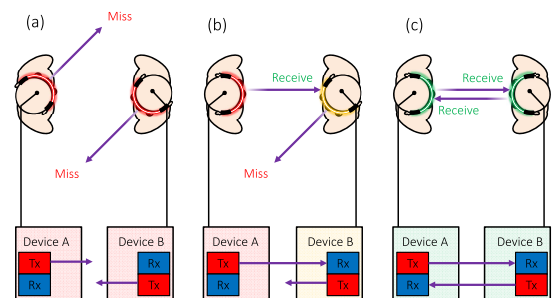 (a)
Miss
Miss
Device A
Tx
Rx
Device B
Rx
Tx
(b)
Receive
Miss
Device A
Tx
Rx
Device B
Rx
Tx
(c)
Receive
Receive
Device A
Tx
Rx
Device B
Rx
Tx